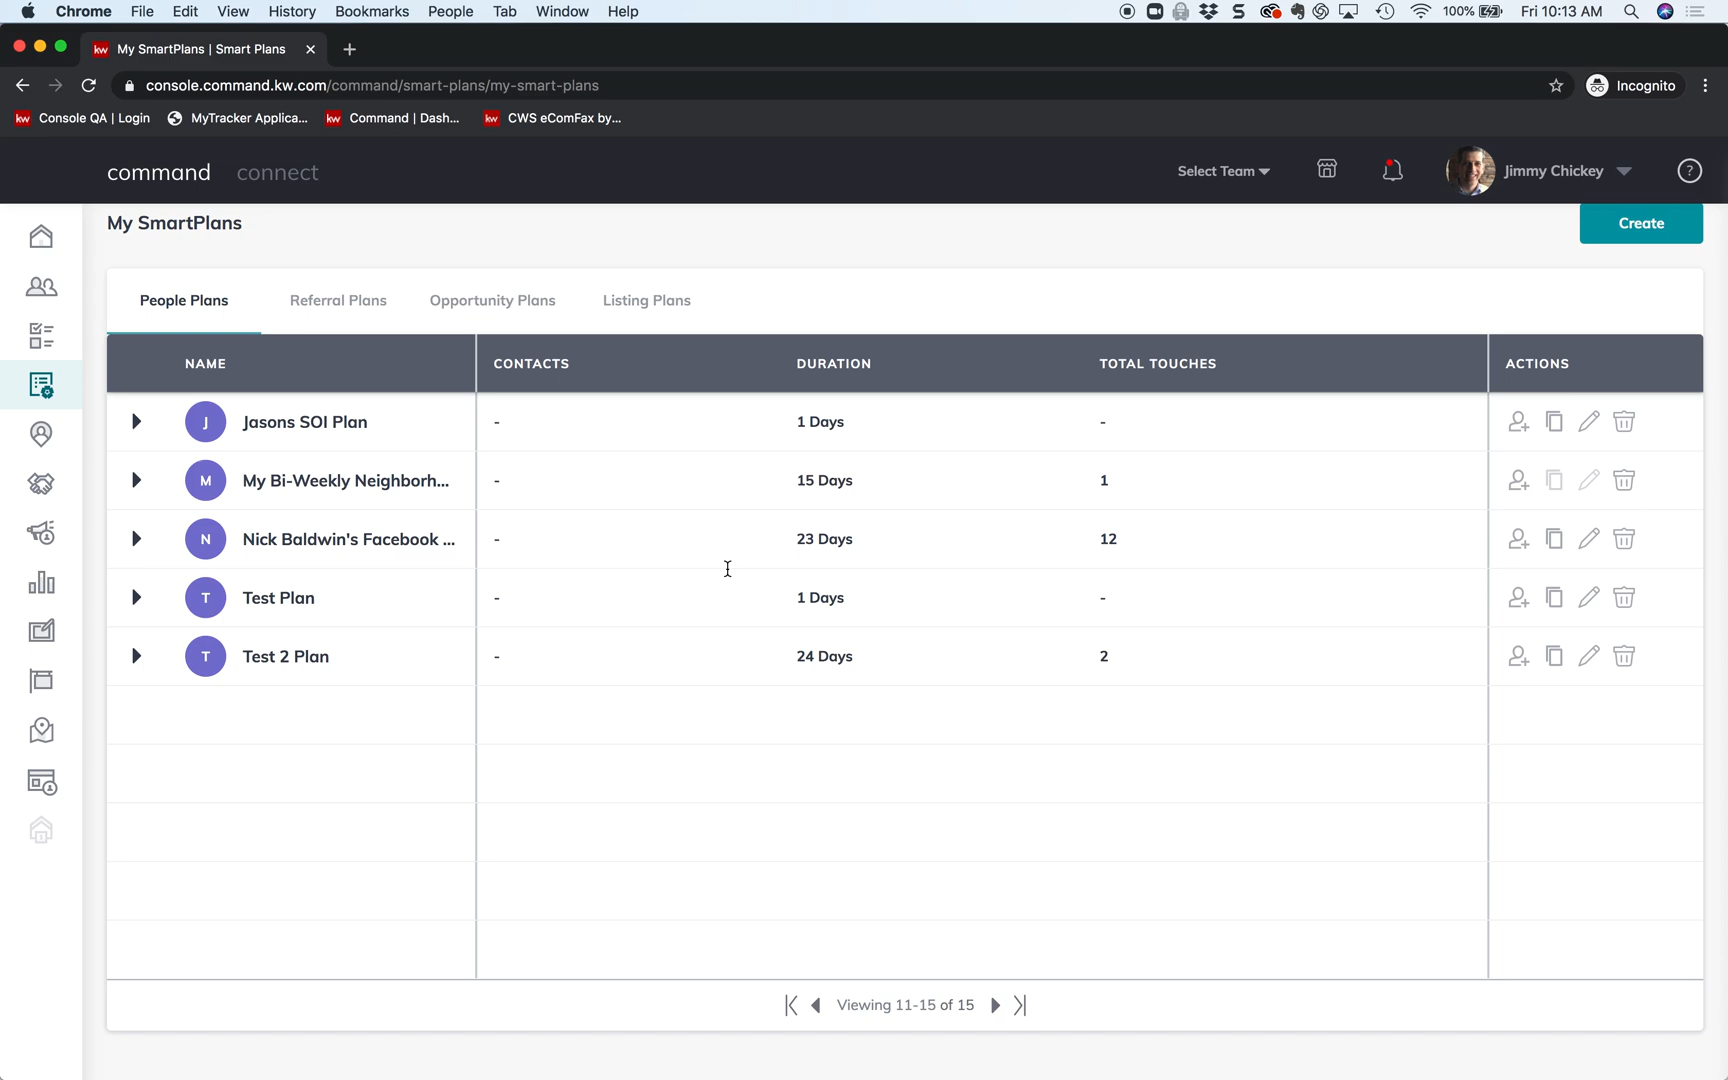 Chrome File Edit View History Bookmarks People Tab Window Help 100% Fri 10:13 AM
kw My SmartPlans | Smart Plans
console.command.kw.com/command/smart-plans/my-smart-plans Incognito
kw Console QA | Login MyTracker Applica... kw Command | Dash... kw CWS eComFax by...
command connect Select Team Jimmy Chickey ?
My SmartPlans Create
People Plans Referral Plans Opportunity Plans Listing Plans
NAME CONTACTS DURATION TOTAL TOUCHES ACTIONS
J Jasons SOI Plan - 1 Days -
M My Bi-Weekly Neighborh... - 15 Days 1
N Nick Baldwin's Facebook ... - 23 Days 12
T Test Plan - 1 Days -
T Test 2 Plan - 24 Days 2
Viewing 11-15 of 15